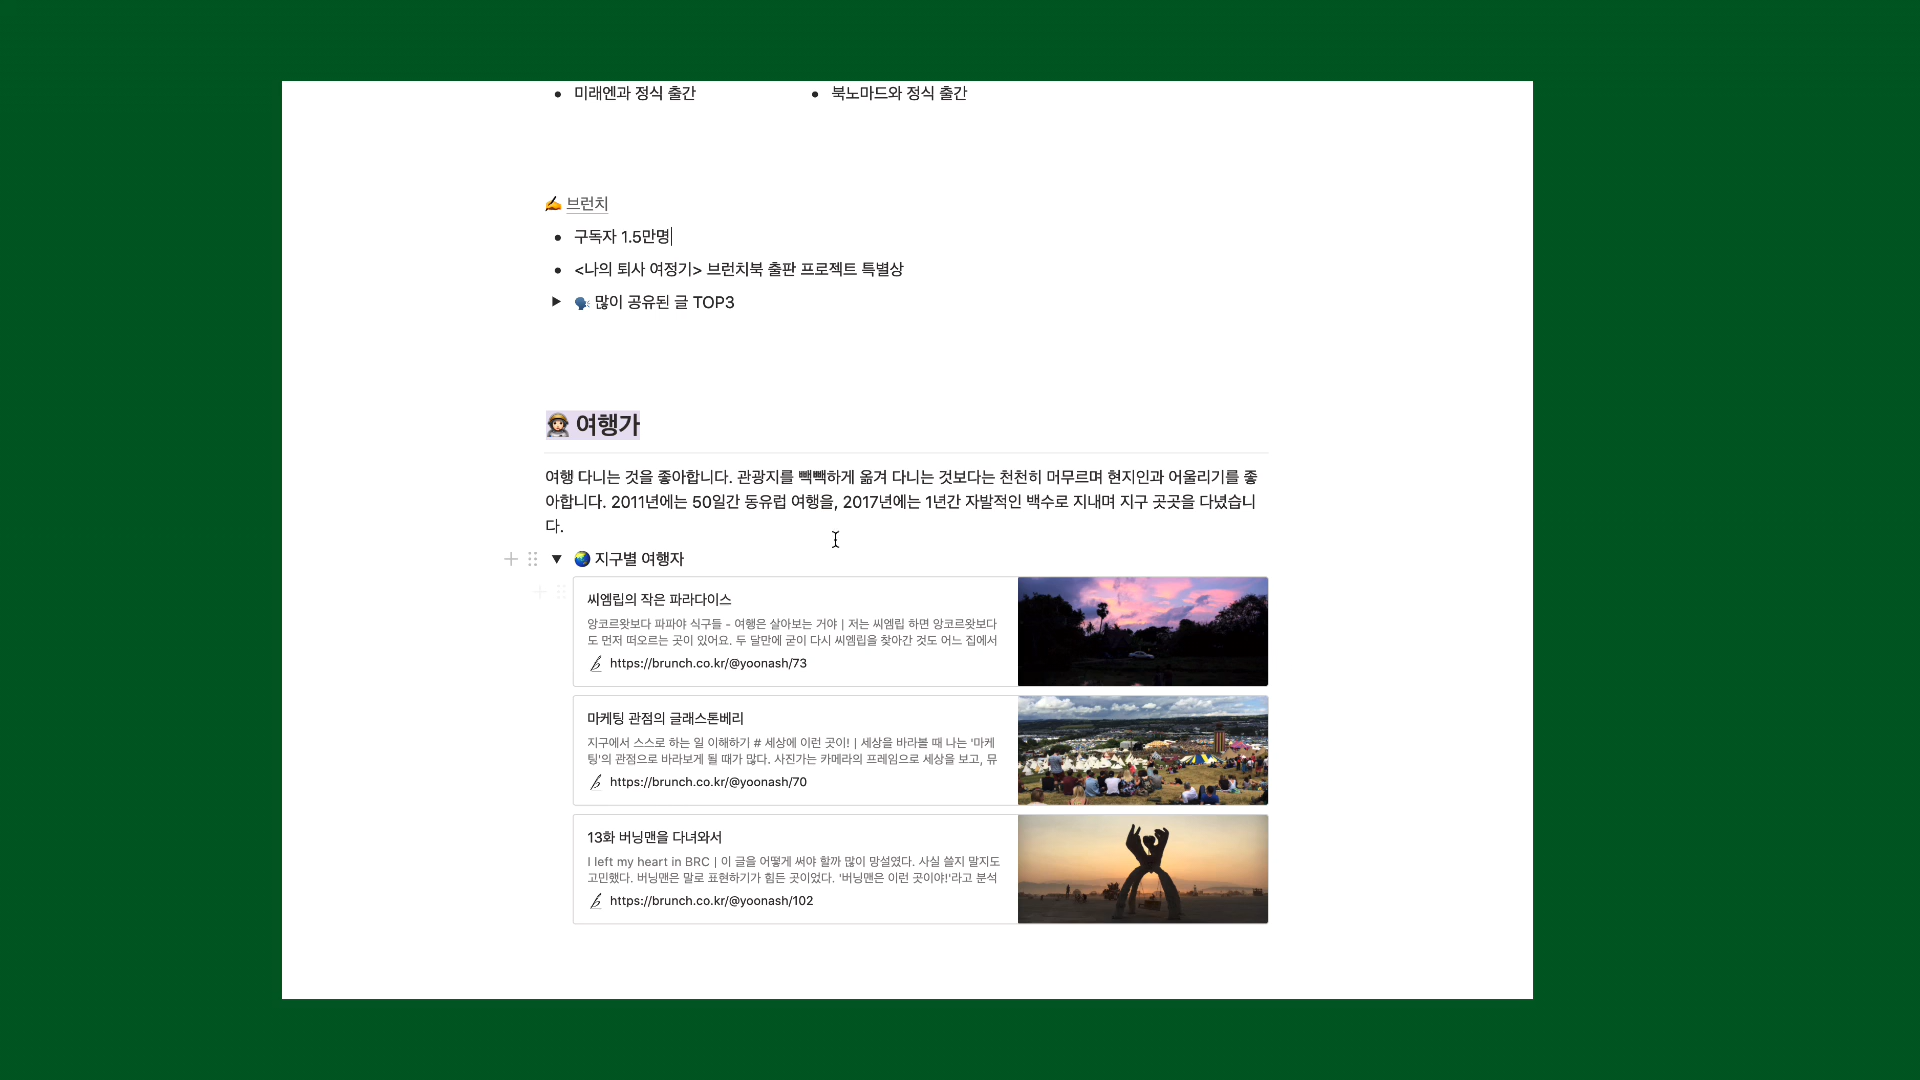 미래엔과 정식 출간
북노마드와 정식 출간
✍️ 브런치
구독자 1.5만명
<나의 퇴사 여정기> 브런치북 출판 프로젝트 특별상
🗣️ 많이 공유된 글 TOP3
👩🏻‍🚀 여행가
여행 다니는 것을 좋아합니다. 관광지를 빽빽하게 옮겨 다니는 것보다는 천천히 머무르며 현지인과 어울리기를 좋
아합니다. 2011년에는 50일간 동유럽 여행을, 2017년에는 1년간 자발적인 백수로 지내며 지구 곳곳을 다녔습니
다.
🌏 지구별 여행자
씨엠립의 작은 파라다이스
앙코르왓보다 파파야 식구들 - 여행은 살아보는 거야 | 저는 씨엠립 하면 앙코르왓보다
도 먼저 떠오르는 곳이 있어요. 두 달만에 굳이 다시 씨엠립을 찾아간 것도 어느 집에서
https://brunch.co.kr/@yoonash/73
마케팅 관점의 글래스톤베리
지구에서 스스로 하는 일 이해하기 # 세상에 이런 곳이! | 세상을 바라볼 때 나는 '마케
팅'의 관점으로 바라보게 될 때가 많다. 사진가는 카메라의 프레임으로 세상을 보고, 뮤
https://brunch.co.kr/@yoonash/70
13화 버닝맨을 다녀와서
I left my heart in BRC | 이 글을 어떻게 써야 할까 많이 망설였다. 사실 쓸지 말지도
고민했다. 버닝맨은 말로 표현하기가 힘든 곳이었다. '버닝맨은 이런 곳이야!'라고 분석
https://brunch.co.kr/@yoonash/102